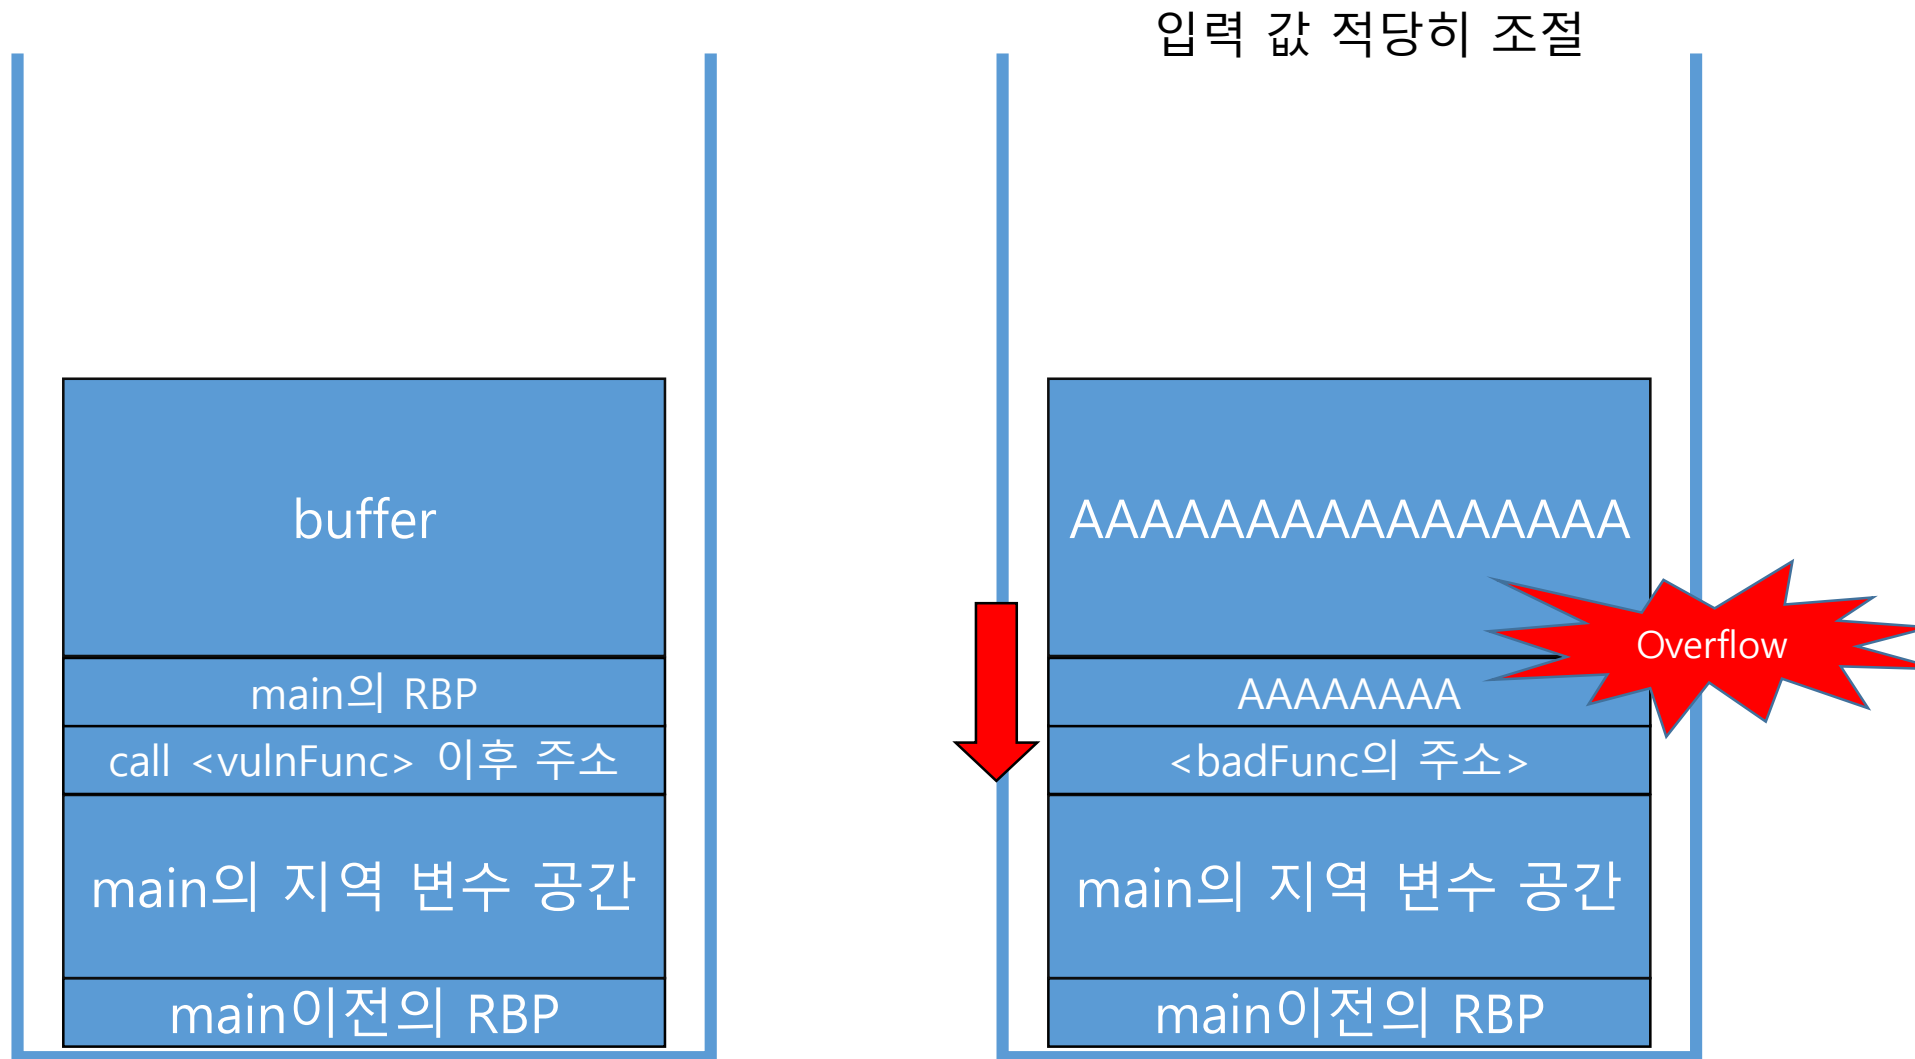 입력 값 적당히 조절
buffer
main의 RBP
call <vulnFunc> 이후 주소
main의 지역 변수 공간
main이전의 RBP
AAAAAAAAAAAAAAAA
Overflow
AAAAAAAA
<badFunc의 주소>
main의 지역 변수 공간
main이전의 RBP